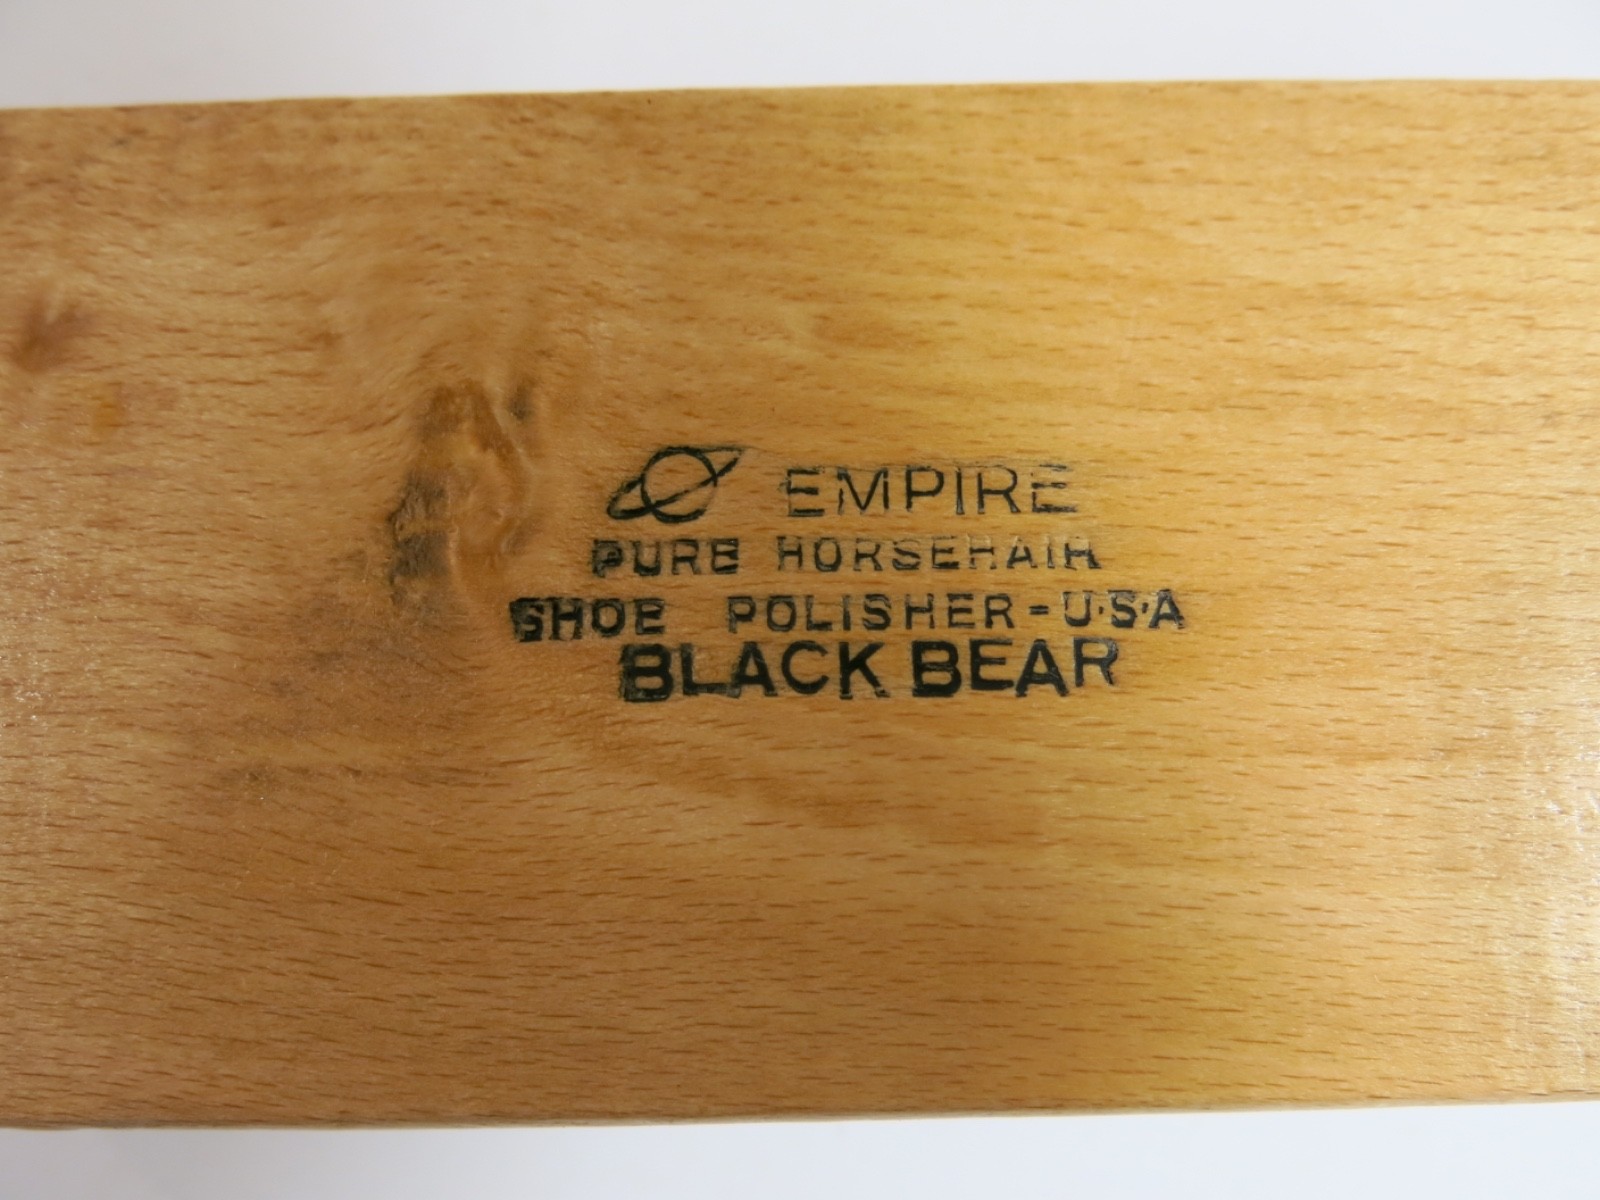 EMPIRE
PURE HORSEHAIR
SHOE POLISHER-U.S.A
BLACK BEAR